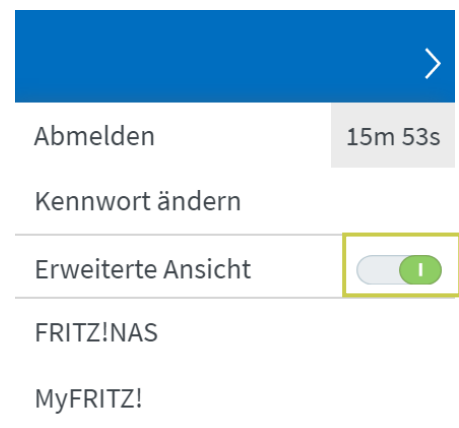 Abmelden 15m 53s
Kennwort ändern
Erweiterte Ansicht
FRITZ!NAS
MyFRITZ!